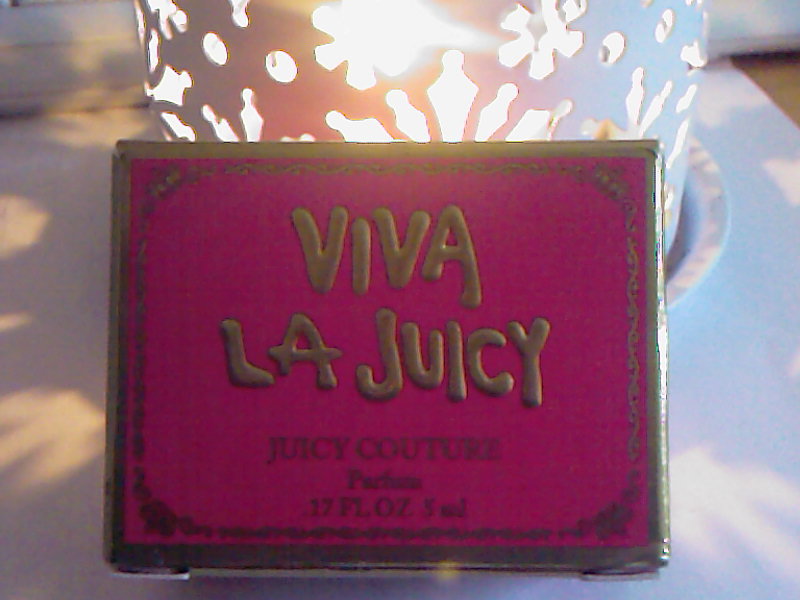 VIVA
LA JUICY
JUICY COUTURE
Parfum
.17 FL OZ 5 ml